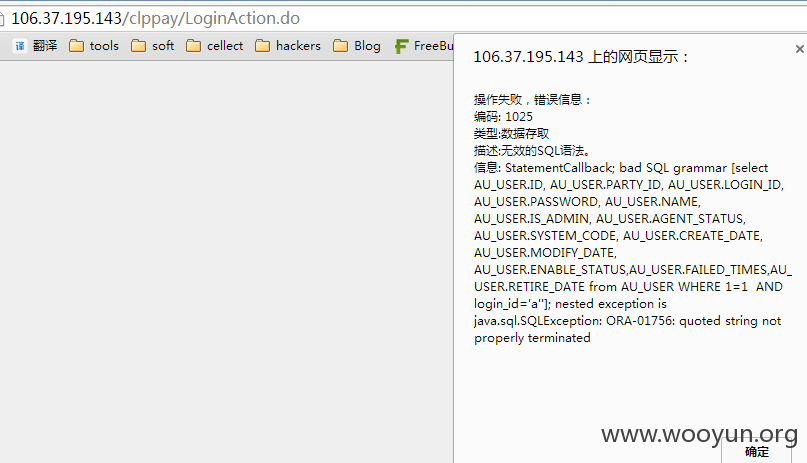 106.37.195.143/clppay/LoginAction.do
译 翻译 tools soft cellect hackers Blog FreeBu
106.37.195.143 上的网页显示：
操作失败，错误信息：
编码: 1025
类型:数据存取
描述:无效的SQL语法。
信息: StatementCallback; bad SQL grammar [select
AU_USER.ID, AU_USER.PARTY_ID, AU_USER.LOGIN_ID,
AU_USER.PASSWORD, AU_USER.NAME,
AU_USER.IS_ADMIN, AU_USER.AGENT_STATUS,
AU_USER.SYSTEM_CODE, AU_USER.CREATE_DATE,
AU_USER.MODIFY_DATE,
AU_USER.ENABLE_STATUS,AU_USER.FAILED_TIMES,AU_
USER.RETIRE_DATE from AU_USER WHERE 1=1  AND
login_id='a'']; nested exception is
java.sql.SQLException: ORA-01756: quoted string not
properly terminated
www.wooyun.org
确定